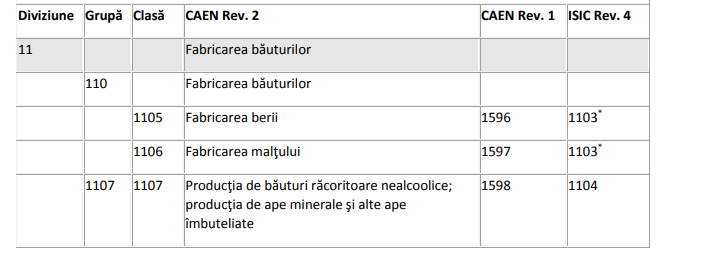 Diviziune Grupă Clasă CAEN Rev. 2 CAEN Rev. 1 ISIC Rev. 4
11 Fabricarea băuturilor
110 Fabricarea băuturilor
1105 Fabricarea berii 1596 1103*
1106 Fabricarea malţului 1597 1103*
1107 1107 Producţia de băuturi răcoritoare nealcoolice; 1598 1104
producţia de ape minerale şi alte ape
îmbuteliate